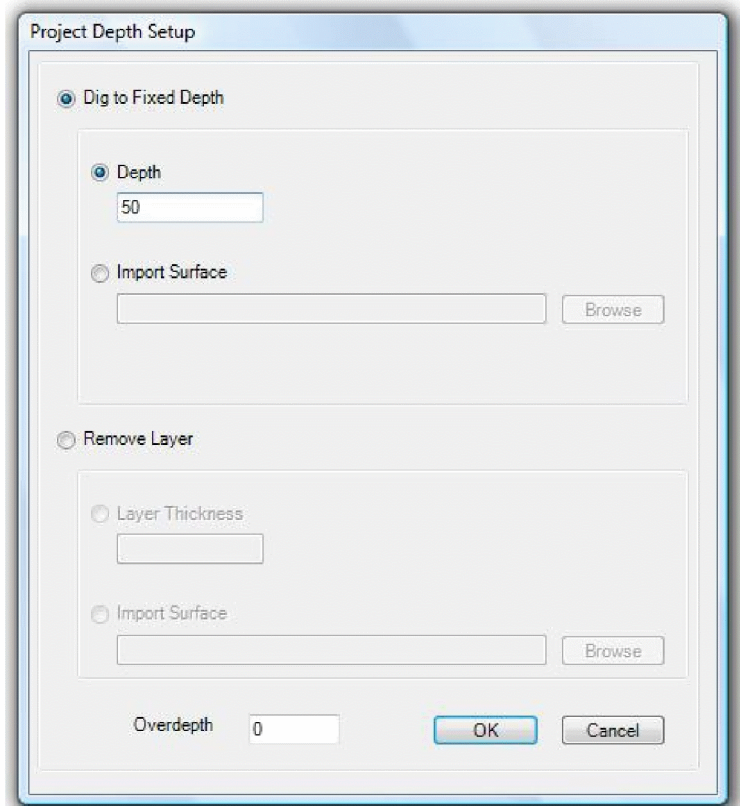 Project Depth Setup
Dig to Fixed Depth
Depth
50
Import Surface
Browse
Remove Layer
Layer Thickness
Import Surface
Browse
Overdepth 0 OK Cancel